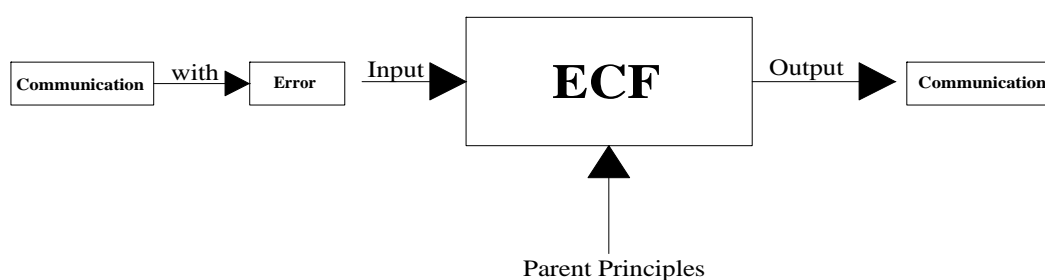 Communication
with
Error
Input
ECF
Output
Communication
Parent Principles